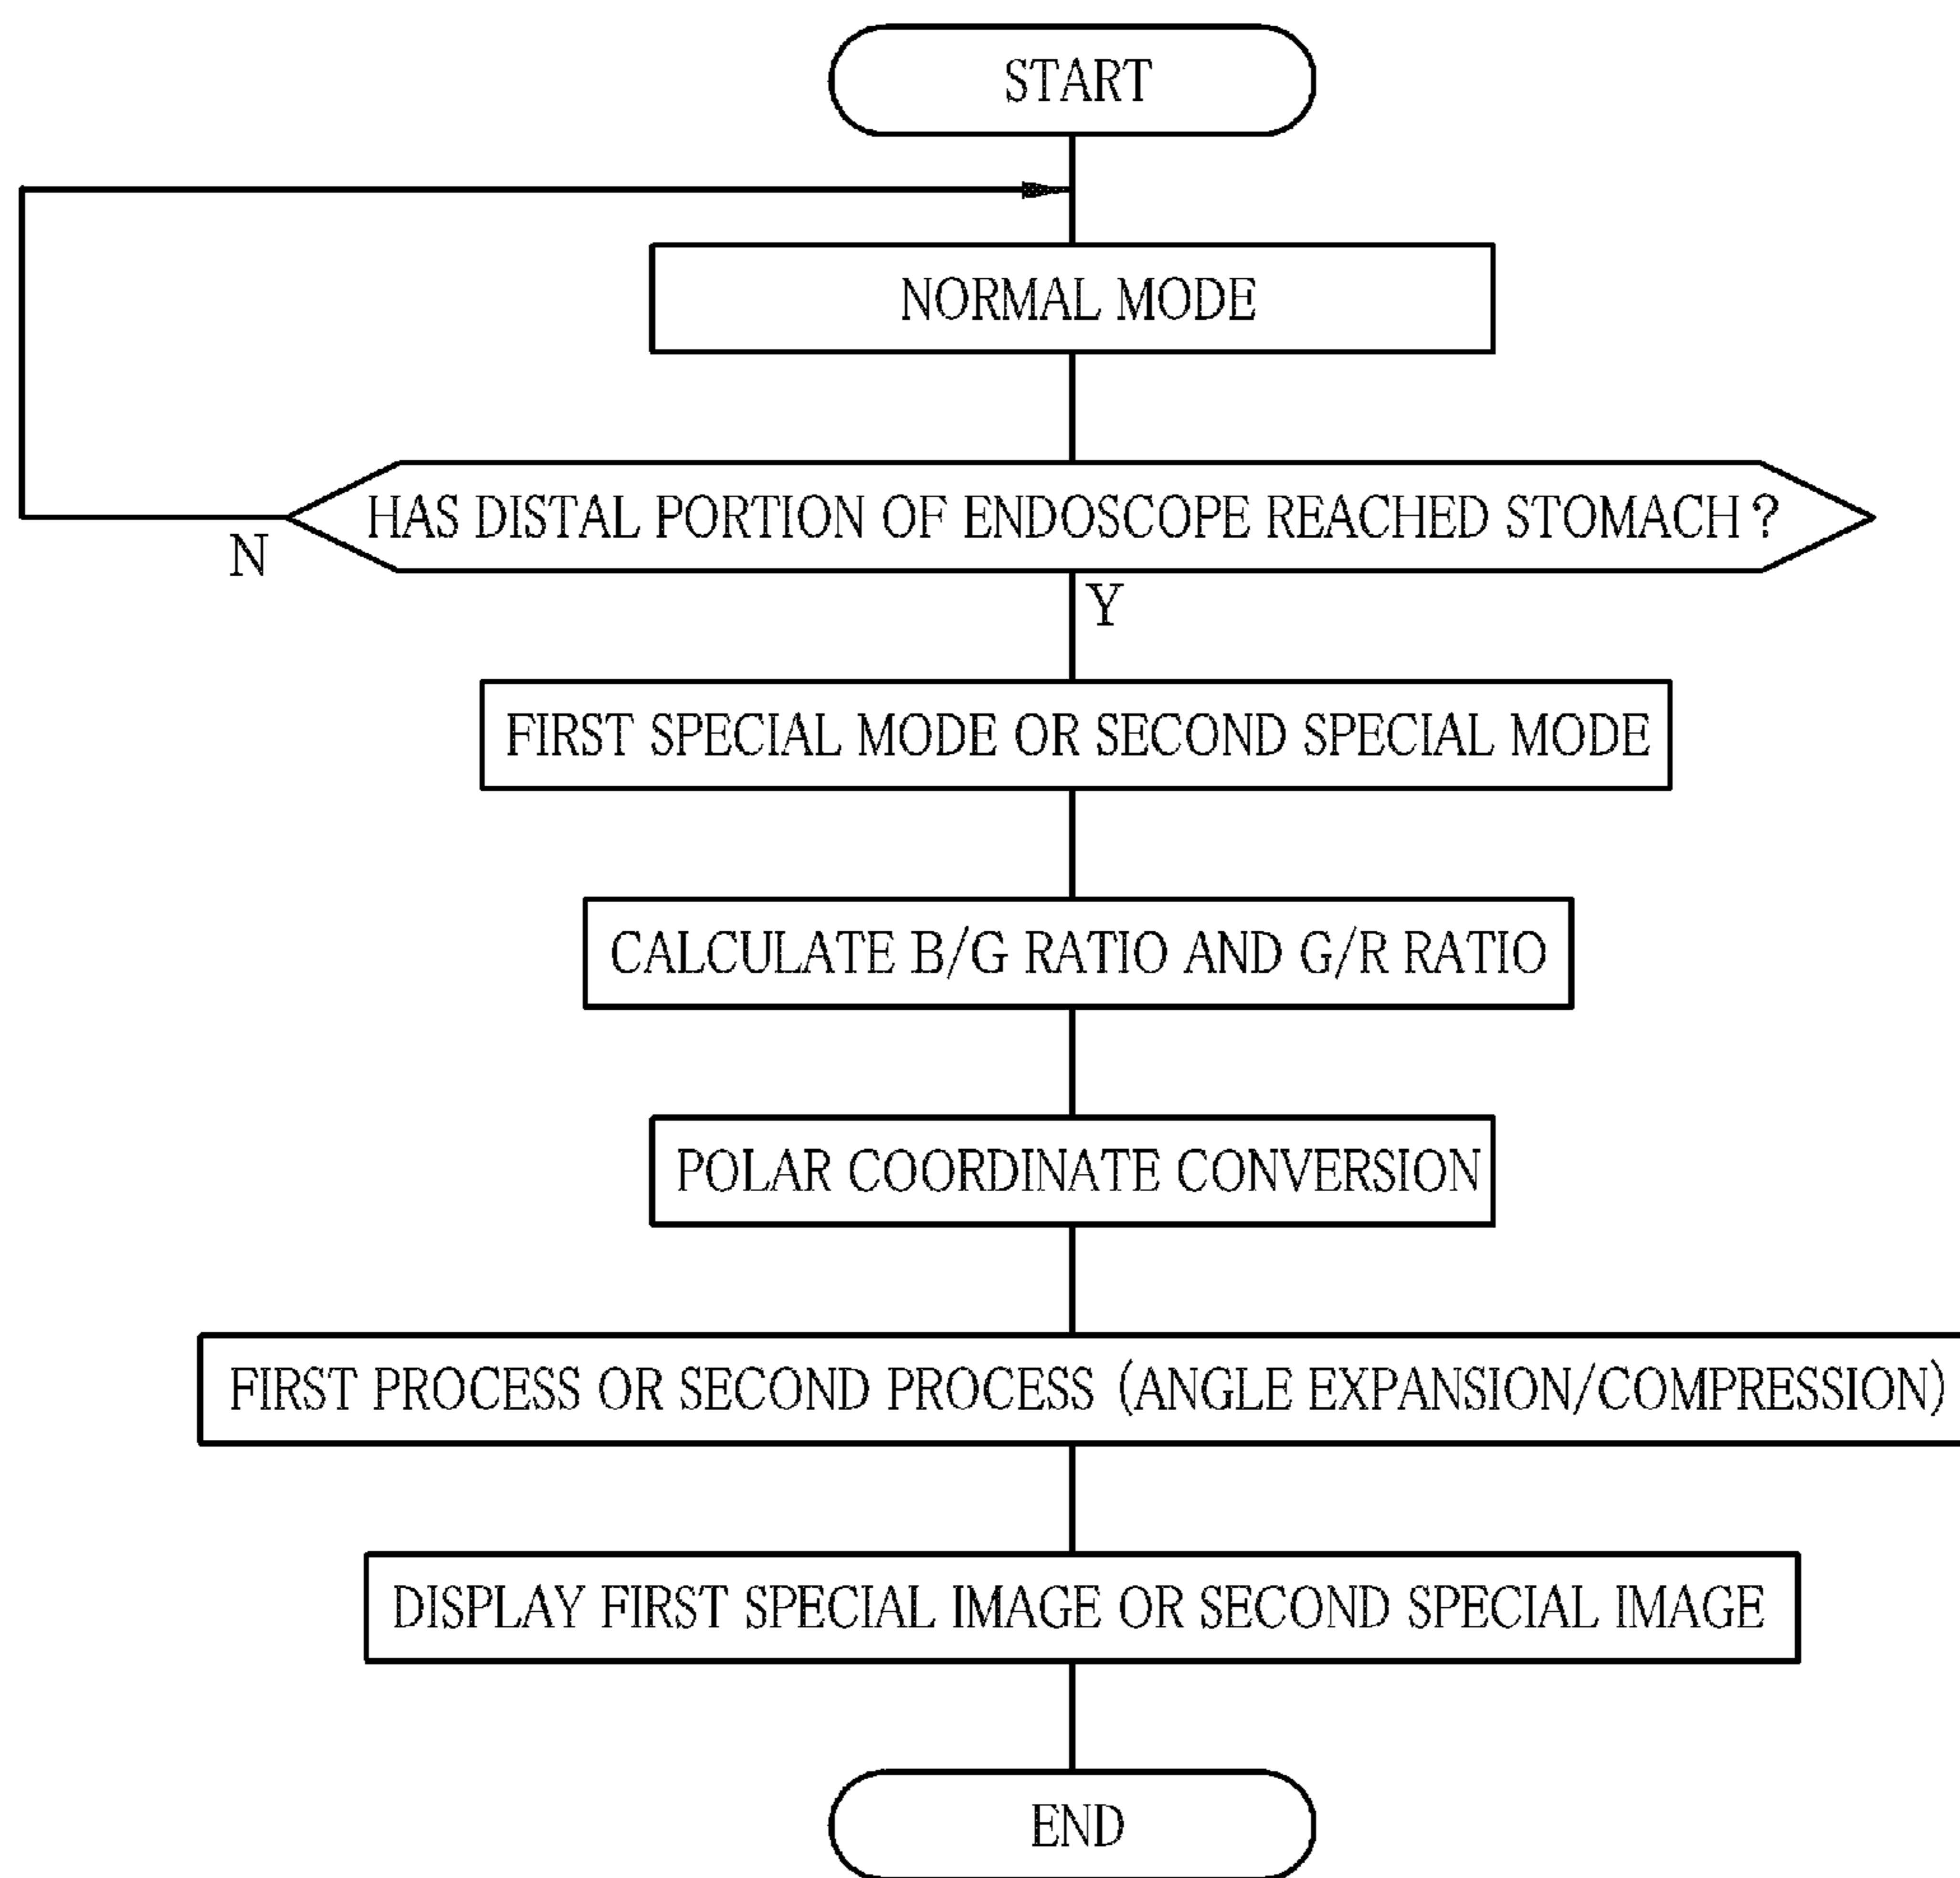 START
NORMAL MODE
HAS DISTAL PORTION OF ENDOSCOPE REACHED STOMACH?
N
Y
FIRST SPECIAL MODE OR SECOND SPECIAL MODE
CALCULATE B/G RATIO AND G/R RATIO
POLAR COORDINATE CONVERSION
FIRST PROCESS OR SECOND PROCESS (ANGLE EXPANSION/COMPRESSION)
DISPLAY FIRST SPECIAL IMAGE OR SECOND SPECIAL IMAGE
END